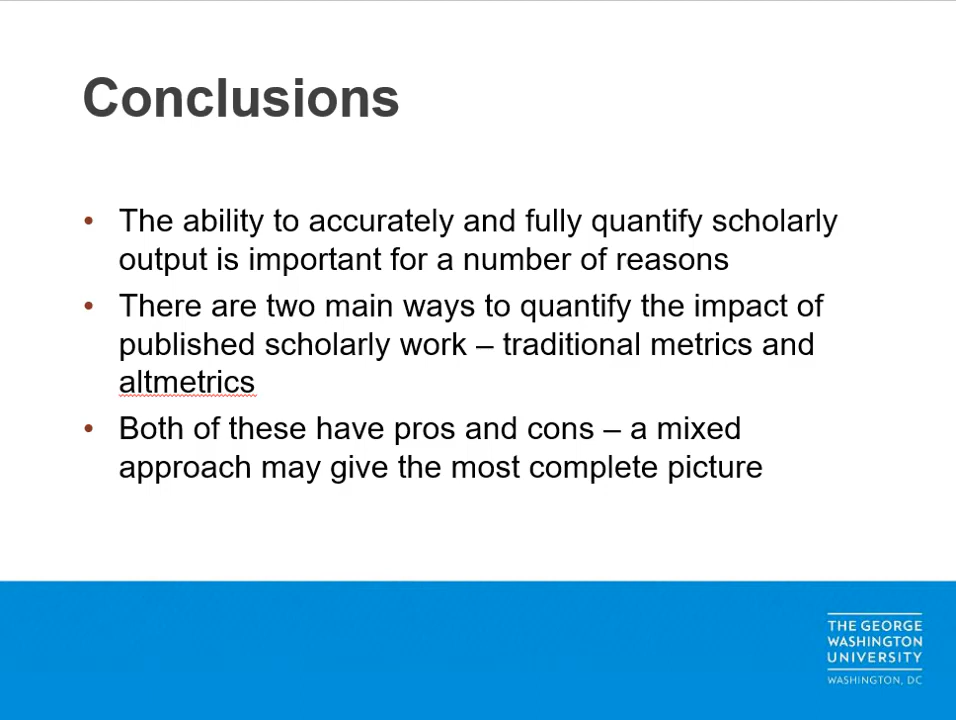 Conclusions
• The ability to accurately and fully quantify scholarly
output is important for a number of reasons
• There are two main ways to quantify the impact of
published scholarly work – traditional metrics and
altmetrics
• Both of these have pros and cons – a mixed
approach may give the most complete picture
THE GEORGE
WASHINGTON
UNIVERSITY
WASHINGTON, DC